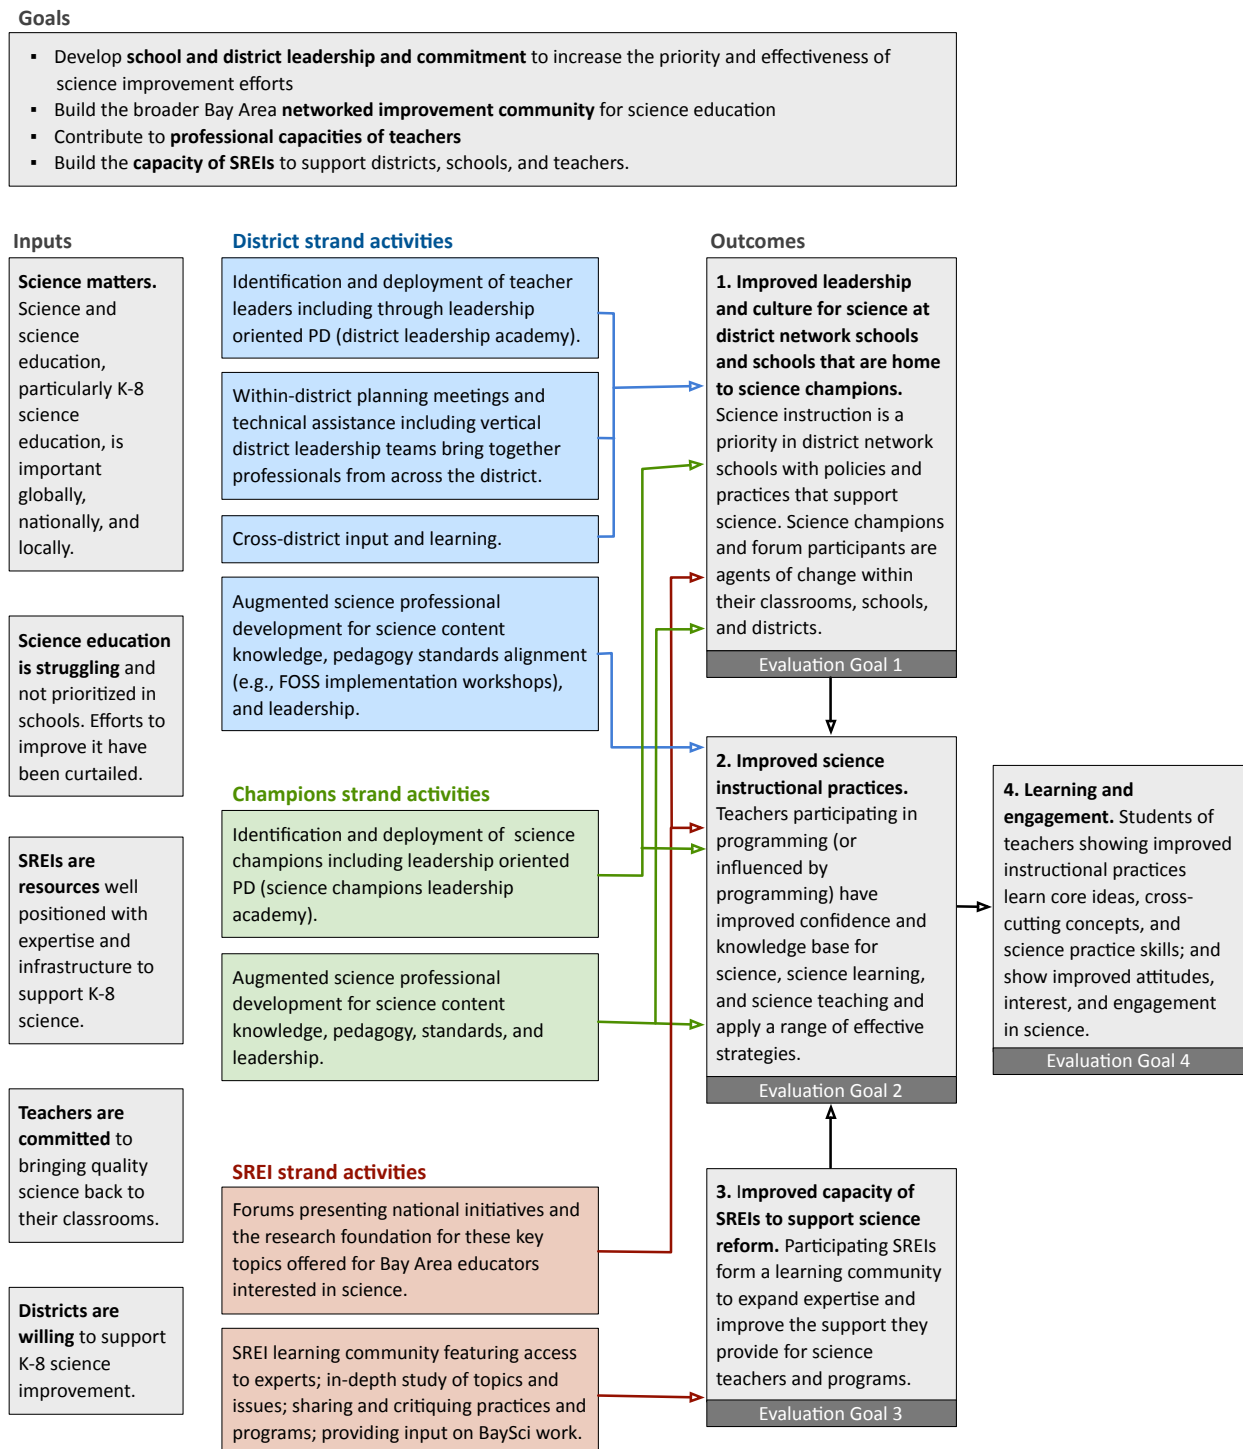 Goals
▪ Develop school and district leadership and commitment to increase the priority and effectiveness of
science improvement efforts
▪ Build the broader Bay Area networked improvement community for science education
▪ Contribute to professional capacities of teachers
▪ Build the capacity of SREIs to support districts, schools, and teachers.
Inputs
Science matters.
Science and
science
education,
particularly K-8
science
education, is
important
globally,
nationally, and
locally.
Science education
is struggling and
not prioritized in
schools. Efforts to
improve it have
been curtailed.
SREIs are
resources well
positioned with
expertise and
infrastructure to
support K-8
science.
Teachers are
committed to
bringing quality
science back to
their classrooms.
Districts are
willing to support
K-8 science
improvement.
District strand activities
Identification and deployment of teacher
leaders including through leadership
oriented PD (district leadership academy).
Within-district planning meetings and
technical assistance including vertical
district leadership teams bring together
professionals from across the district.
Cross-district input and learning.
Augmented science professional
development for science content
knowledge, pedagogy standards alignment
(e.g., FOSS implementation workshops),
and leadership.
Champions strand activities
Identification and deployment of science
champions including leadership oriented
PD (science champions leadership
academy).
Augmented science professional
development for science content
knowledge, pedagogy, standards, and
leadership.
SREI strand activities
Forums presenting national initiatives and
the research foundation for these key
topics offered for Bay Area educators
interested in science.
SREI learning community featuring access
to experts; in-depth study of topics and
issues; sharing and critiquing practices and
programs; providing input on BaySci work.
Outcomes
1. Improved leadership
and culture for science at
district network schools
and schools that are home
to science champions.
Science instruction is a
priority in district network
schools with policies and
practices that support
science. Science champions
and forum participants are
agents of change within
their classrooms, schools,
and districts.
Evaluation Goal 1
2. Improved science
instructional practices.
Teachers participating in
programming (or
influenced by
programming) have
improved confidence and
knowledge base for
science, science learning,
and science teaching and
apply a range of effective
strategies.
Evaluation Goal 2
3. Improved capacity of
SREIs to support science
reform. Participating SREIs
form a learning community
to expand expertise and
improve the support they
provide for science
teachers and programs.
Evaluation Goal 3
4. Learning and
engagement. Students of
teachers showing improved
instructional practices
learn core ideas, cross-
cutting concepts, and
science practice skills; and
show improved attitudes,
interest, and engagement
in science.
Evaluation Goal 4